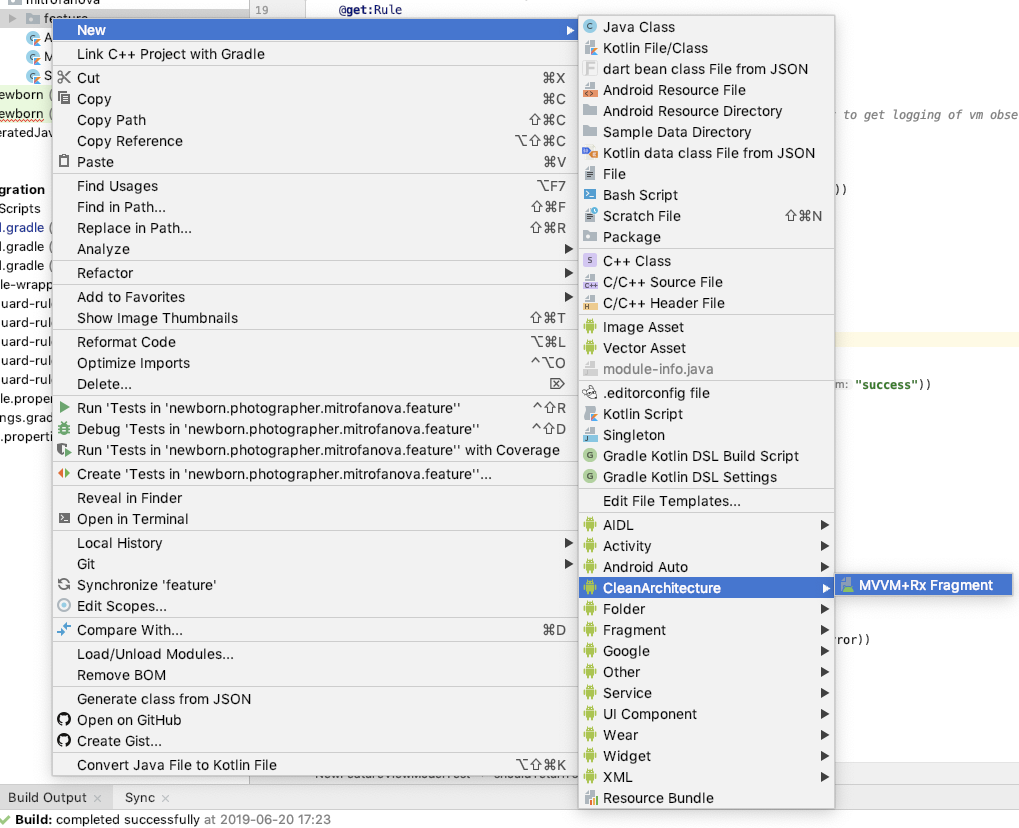 mitrofanova
19
@get:Rule
feature
New
Link C++ Project with Gradle
Cut ⌘X
Copy ⌘C
Copy Path ⇧⌘C
Copy Reference ⌥⇧⌘C
Paste ⌘V
Find Usages ⌥F7
Find in Path... ⇧⌘F
Replace in Path... ⇧⌘R
Analyze
Refactor
Add to Favorites
Show Image Thumbnails ⇧⌘T
Reformat Code ⌥⌘L
Optimize Imports ^⌥O
Delete... ⌦
Run 'Tests in 'newborn.photographer.mitrofanova.feature'' ^⇧R
Debug 'Tests in 'newborn.photographer.mitrofanova.feature'' ^⇧D
Run 'Tests in 'newborn.photographer.mitrofanova.feature'' with Coverage
Create 'Tests in 'newborn.photographer.mitrofanova.feature''...
Reveal in Finder
Open in Terminal
Local History
Git
Synchronize 'feature'
Edit Scopes...
Compare With... ⌘D
Load/Unload Modules...
Remove BOM
Generate class from JSON
Open on GitHub
Create Gist...
Convert Java File to Kotlin File ⌥⇧⌘K
Java Class
Kotlin File/Class
dart bean class File from JSON
Android Resource File
Android Resource Directory
Sample Data Directory
Kotlin data class File from JSON
File
Bash Script
Scratch File ⇧⌘N
Package
C++ Class
C/C++ Source File
C/C++ Header File
Image Asset
Vector Asset
module-info.java
.editorconfig file
Kotlin Script
Singleton
Gradle Kotlin DSL Build Script
Gradle Kotlin DSL Settings
Edit File Templates...
AIDL
Activity
Android Auto
CleanArchitecture
Folder
Fragment
Google
Other
Service
UI Component
Wear
Widget
XML
Resource Bundle
MVVM+Rx Fragment
A
M
S
ewborn (
ewborn (
eratedJav
gration
Scripts
d.gradle (
d.gradle (
d.gradle (
le-wrapp
uard-rul
uard-rul
uard-rul
uard-rul
uard-rul
le.proper
ngs.grad
.properti
to get logging of vm obse
))
m: "success"))
ror))
Build Output
Sync
Build: completed successfully at 2019-06-20 17:23